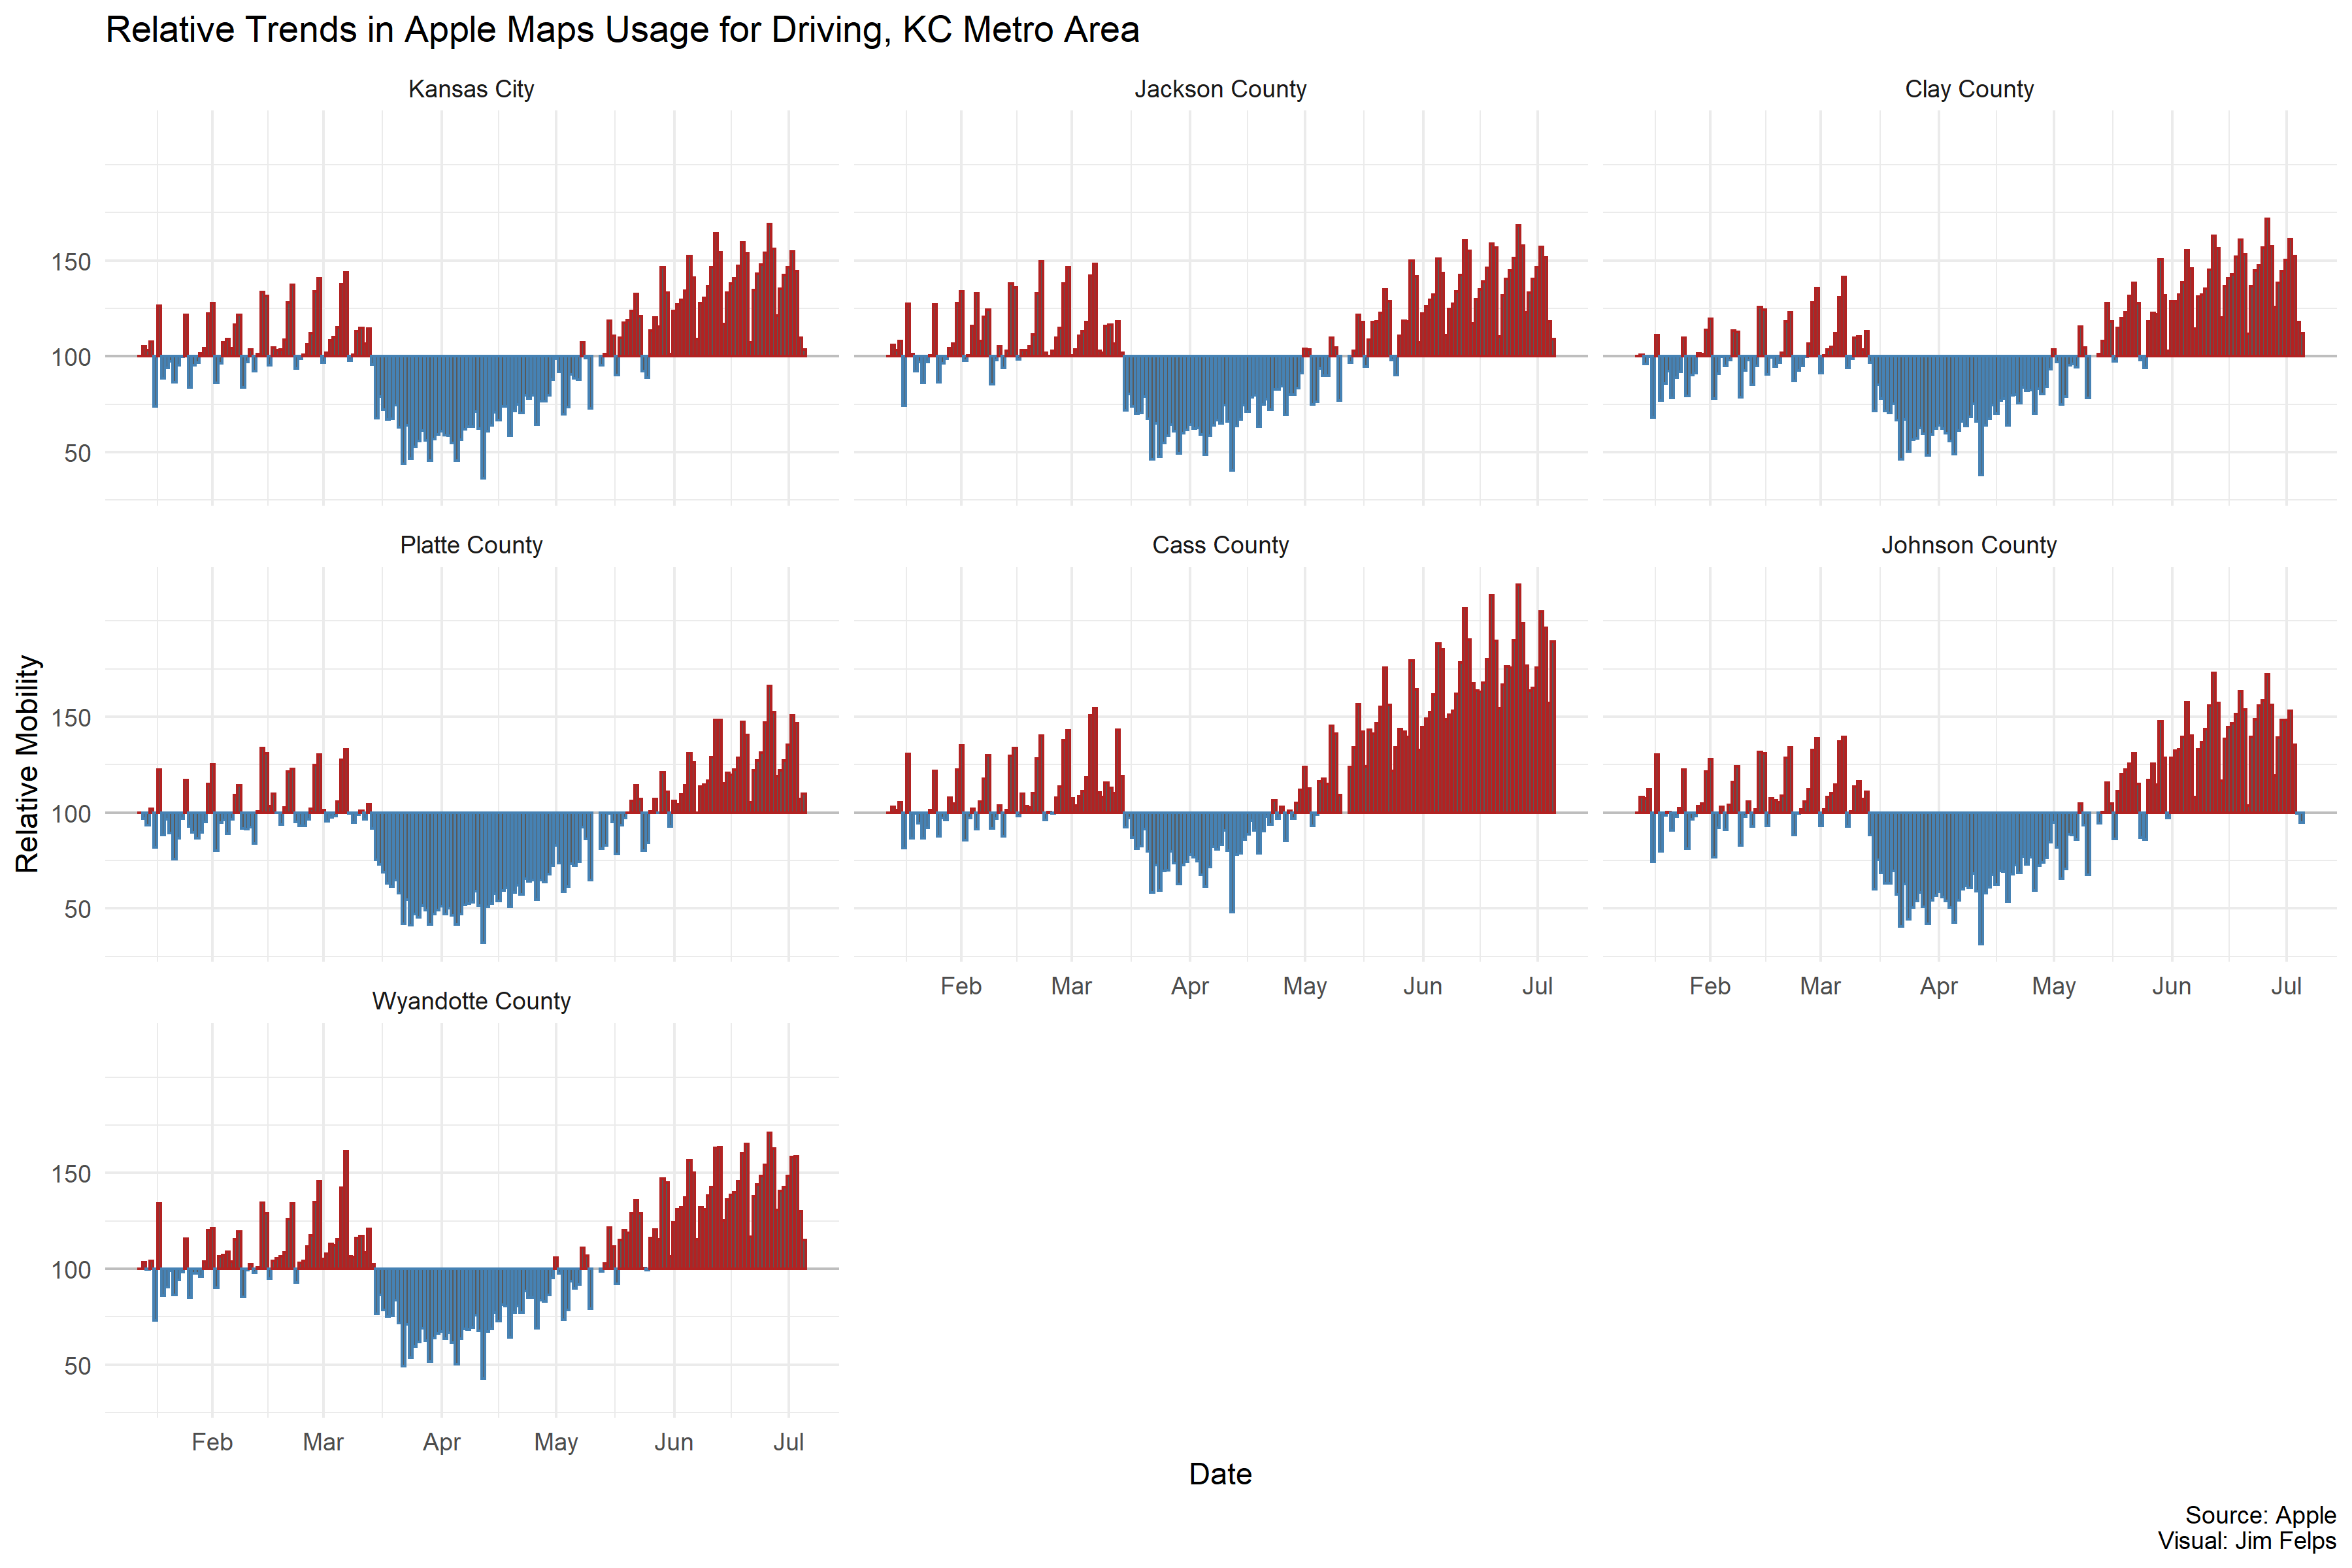 Relative Trends in Apple Maps Usage for Driving, KC Metro Area
Kansas City
Jackson County
Clay County
150
100
50
Platte County
Cass County
Johnson County
Relative Mobility
150
100
50
Feb Mar Apr May Jun Jul
Feb Mar Apr May Jun Jul
Wyandotte County
150
100
50
Feb Mar Apr May Jun Jul
Date
Source: Apple
Visual: Jim Felps